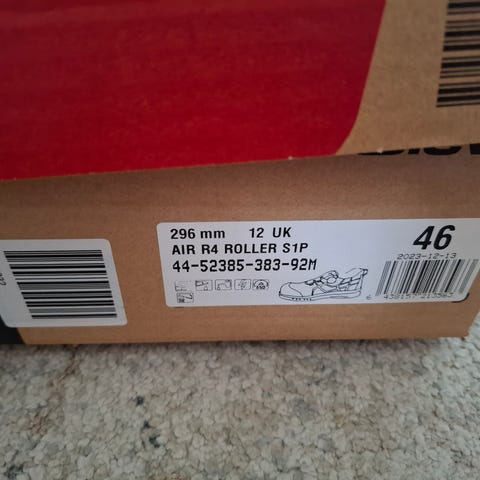 296 mm 12 UK
AIR R4 ROLLER S1P
44-52385-383-92M
46
2023-12-13